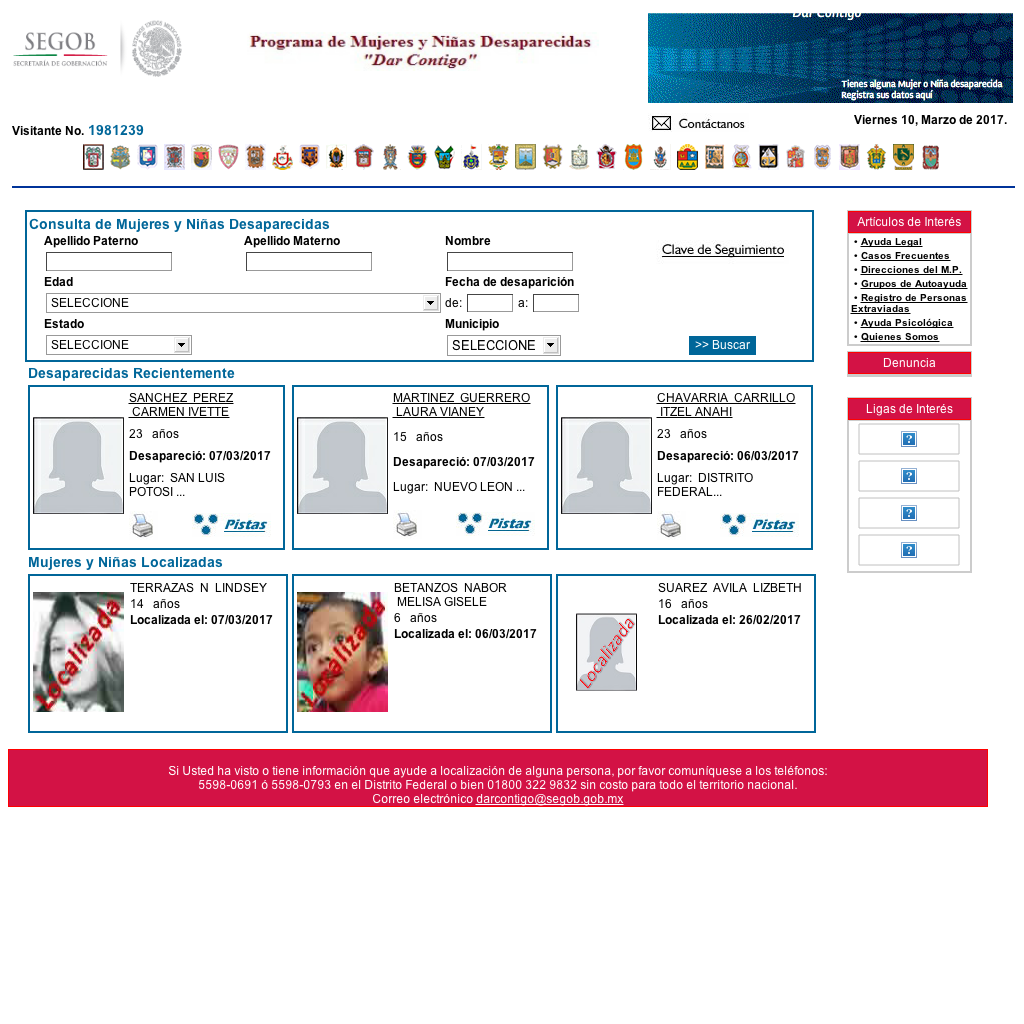 SEGOB
SECRETARÍA DE GOBERNACIÓN
Programa de Mujeres y Niñas Desaparecidas
"Dar Contigo"
Dar Contigo
Tienes alguna Mujer o Niña desaparecida
Registra sus datos aquí
Visitante No. 1981239
Contáctanos
Viernes 10, Marzo de 2017.
Consulta de Mujeres y Niñas Desaparecidas
Apellido Paterno
Apellido Materno
Nombre
Clave de Seguimiento
Edad
Fecha de desaparición
SELECCIONE
de:
a:
Estado
Municipio
SELECCIONE
SELECCIONE
>> Buscar
Artículos de Interés
• Ayuda Legal
• Casos Frecuentes
• Direcciones del M.P.
• Grupos de Autoayuda
• Registro de Personas
Extraviadas
• Ayuda Psicológica
• Quienes Somos
Denuncia
Ligas de Interés
Desaparecidas Recientemente
SANCHEZ PEREZ
CARMEN IVETTE
23 años
Desapareció: 07/03/2017
Lugar: SAN LUIS
POTOSI ...
Pistas
MARTINEZ GUERRERO
LAURA VIANEY
15 años
Desapareció: 07/03/2017
Lugar: NUEVO LEON ...
Pistas
CHAVARRIA CARRILLO
ITZEL ANAHI
23 años
Desapareció: 06/03/2017
Lugar: DISTRITO
FEDERAL...
Pistas
Mujeres y Niñas Localizadas
Localizada
TERRAZAS N LINDSEY
14 años
Localizada el: 07/03/2017
Localizada
BETANZOS NABOR
MELISA GISELE
6 años
Localizada el: 06/03/2017
Localizada
SUAREZ AVILA LIZBETH
16 años
Localizada el: 26/02/2017
Si Usted ha visto o tiene información que ayude a localización de alguna persona, por favor comuníquese a los teléfonos:
5598-0691 ó 5598-0793 en el Distrito Federal o bien 01800 322 9832 sin costo para todo el territorio nacional.
Correo electrónico darcontigo@segob.gob.mx